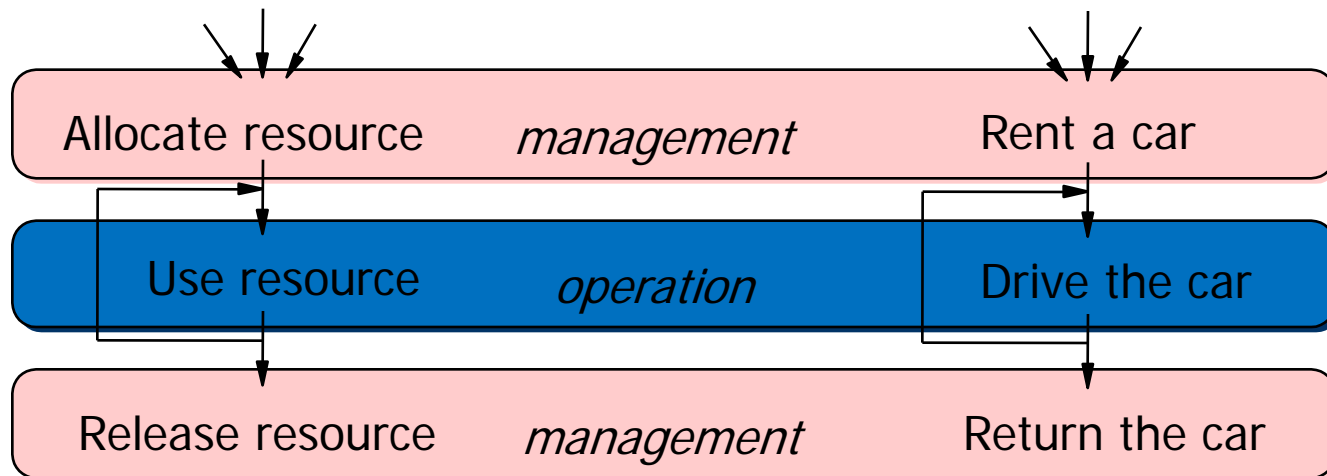 Allocate resource management Rent a car
Use resource operation Drive the car
Release resource management Return the car